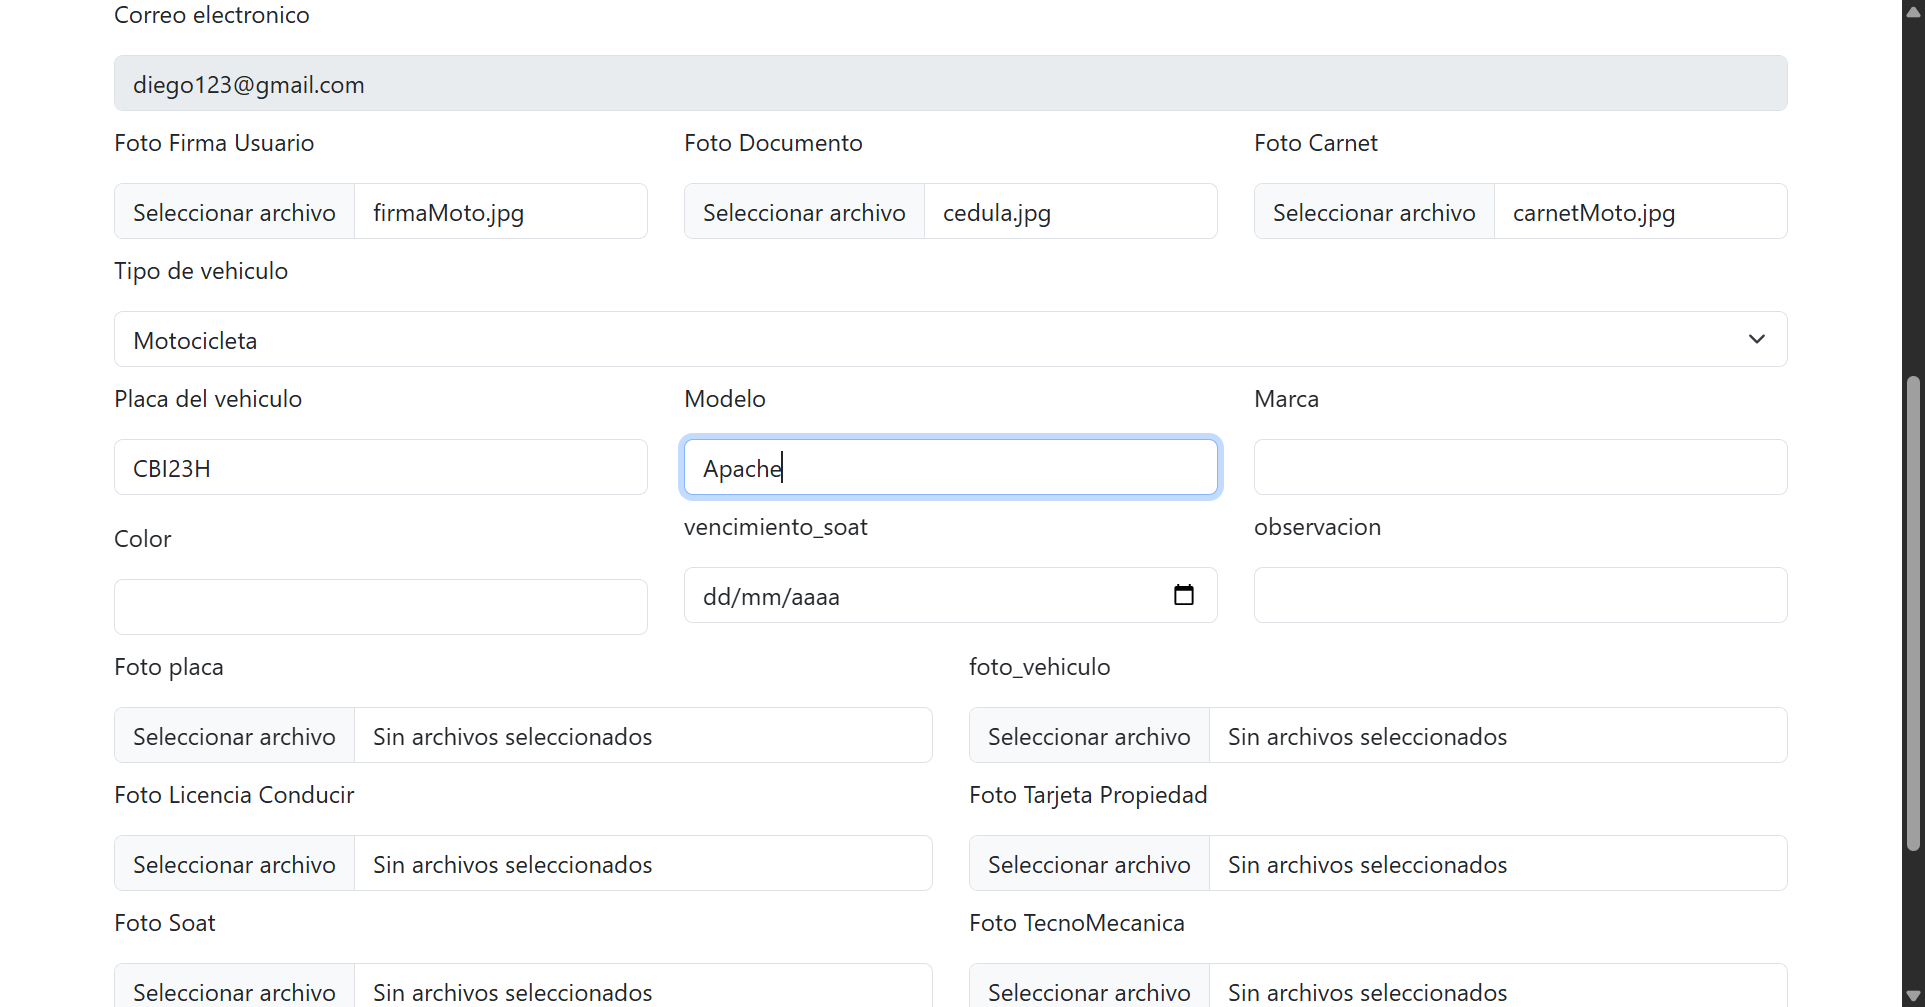 Correo electronico
diego123@gmail.com
Foto Firma Usuario Foto Documento Foto Carnet
Seleccionar archivo firmaMoto.jpg Seleccionar archivo cedula.jpg Seleccionar archivo carnetMoto.jpg
Tipo de vehiculo
Motocicleta
Placa del vehiculo Modelo Marca
CBI23H Apache
Color vencimiento_soat observacion
dd/mm/aaaa
Foto placa foto_vehiculo
Seleccionar archivo Sin archivos seleccionados Seleccionar archivo Sin archivos seleccionados
Foto Licencia Conducir Foto Tarjeta Propiedad
Seleccionar archivo Sin archivos seleccionados Seleccionar archivo Sin archivos seleccionados
Foto Soat Foto TecnoMecanica
Seleccionar archivo Sin archivos seleccionados Seleccionar archivo Sin archivos seleccionados